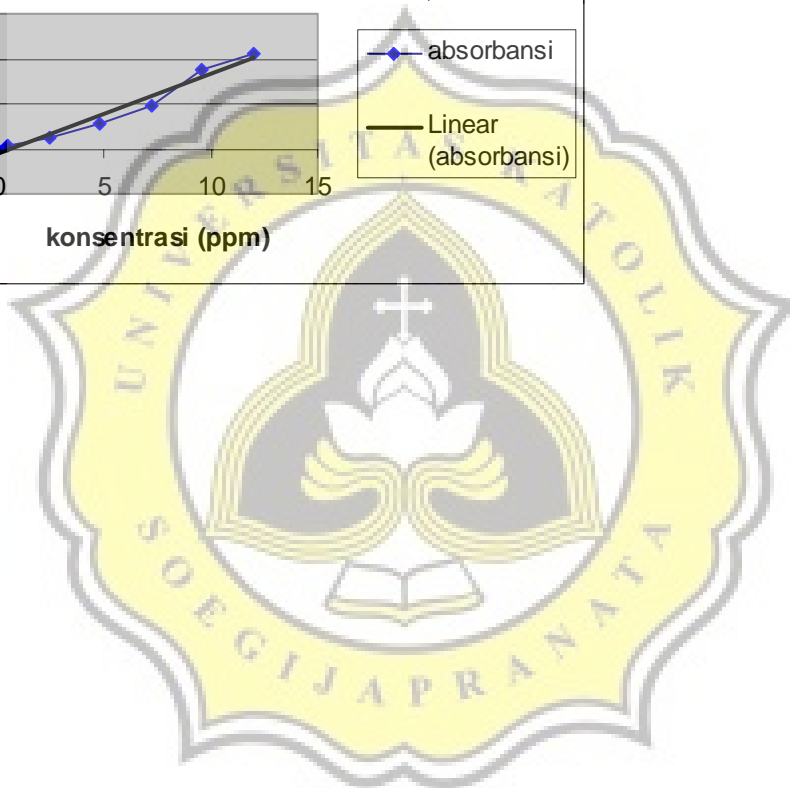 absorbansi
Linear
(absorbansi)
0 5 10 15
konsentrasi (ppm)
UNIVERSITAS KATOLIK
SOEGIJAPRANATA